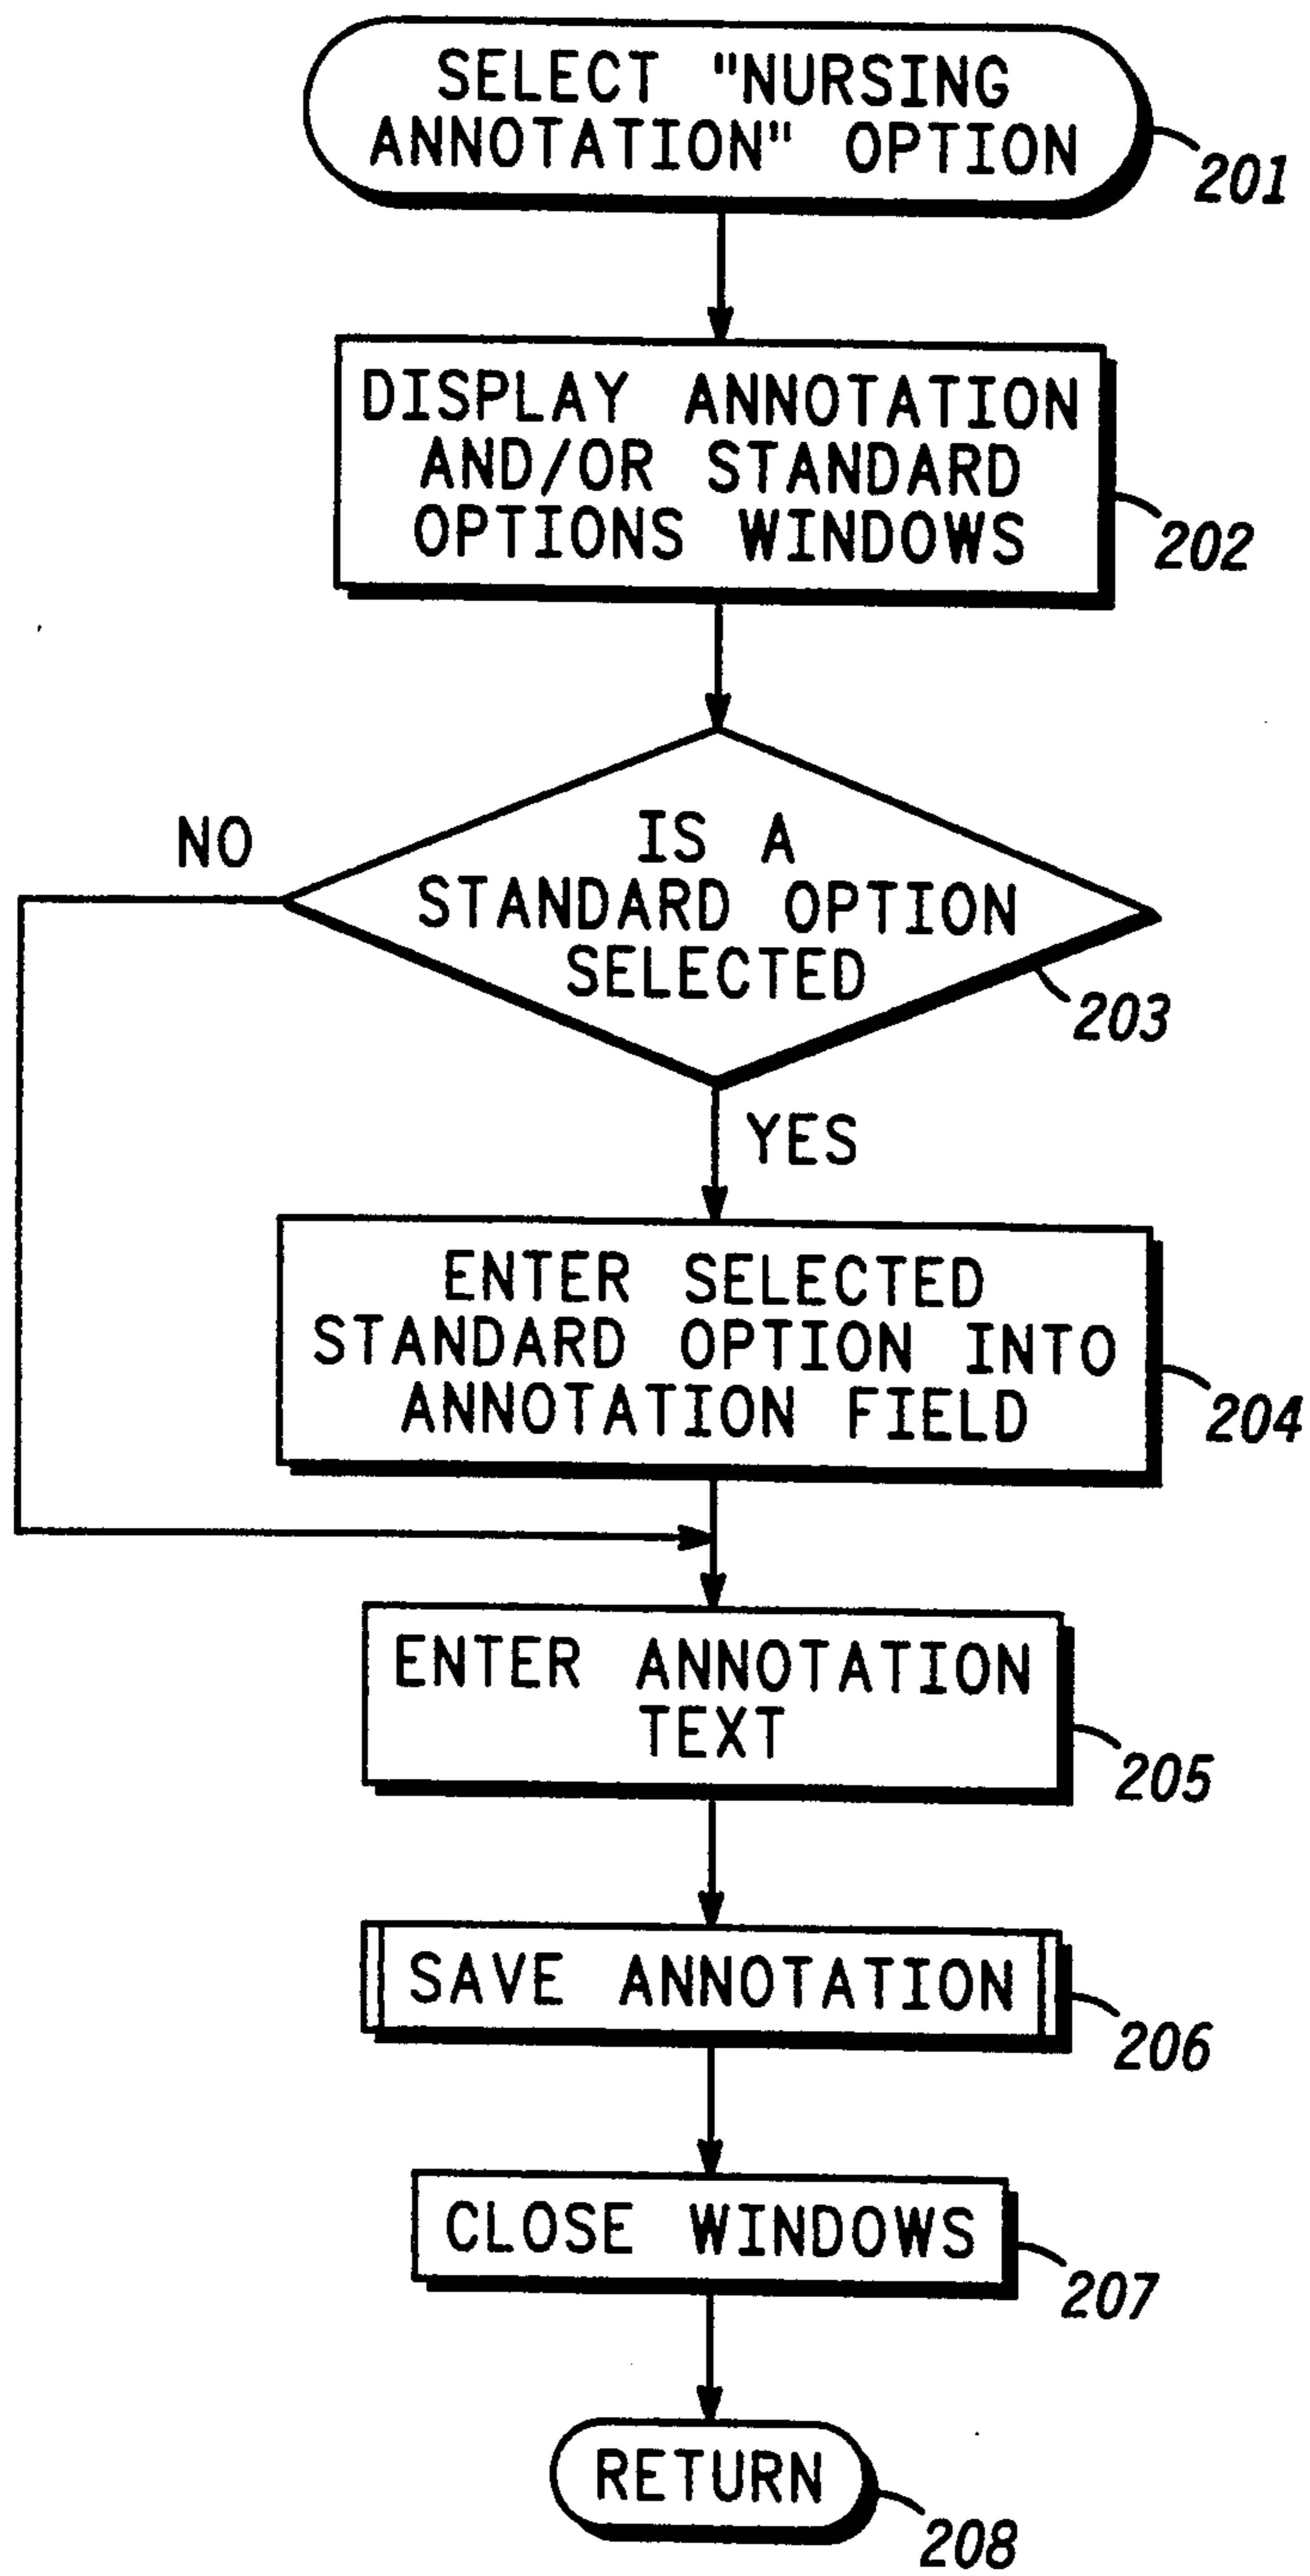 SELECT "NURSING
ANNOTATION" OPTION
201
DISPLAY ANNOTATION
AND/OR STANDARD
OPTIONS WINDOWS
202
NO
IS A
STANDARD OPTION
SELECTED
203
YES
ENTER SELECTED
STANDARD OPTION INTO
ANNOTATION FIELD
204
ENTER ANNOTATION
TEXT
205
SAVE ANNOTATION
206
CLOSE WINDOWS
207
RETURN
208